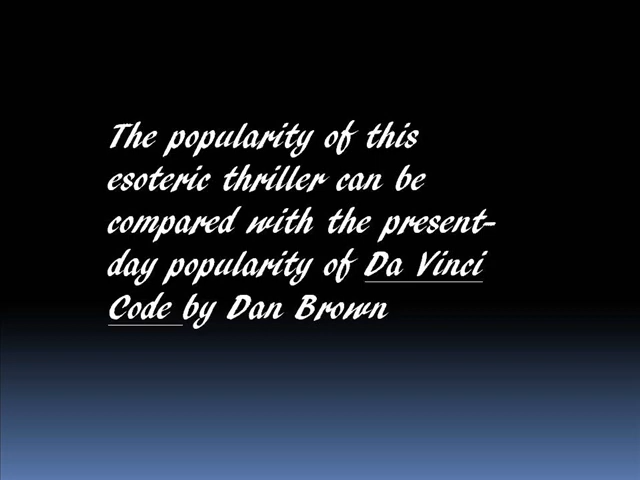 The popularity of this
esoteric thriller can be
compared with the present-
day popularity of Da Vinci
Code by Dan Brown